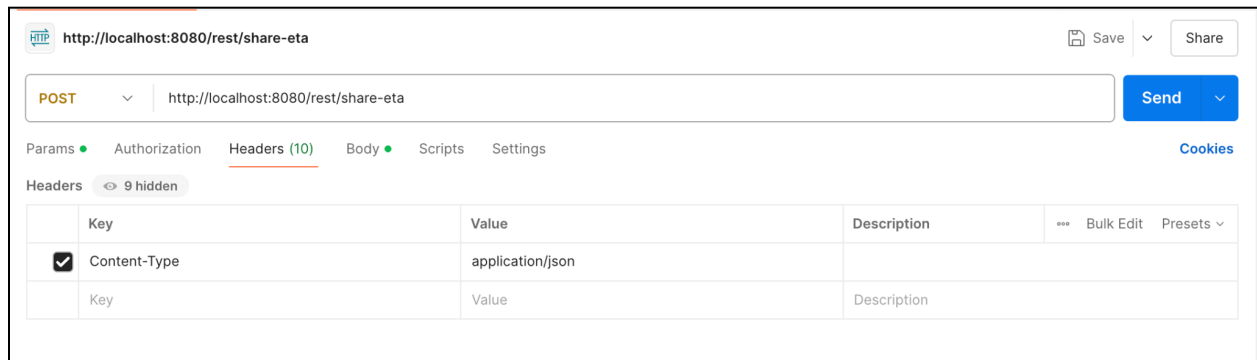 HTTP http://localhost:8080/rest/share-eta Save Share
POST http://localhost:8080/rest/share-eta Send
Params Authorization Headers (10) Body Scripts Settings Cookies
Headers 9 hidden
Key Value Description Bulk Edit Presets
Content-Type application/json
Key Value Description